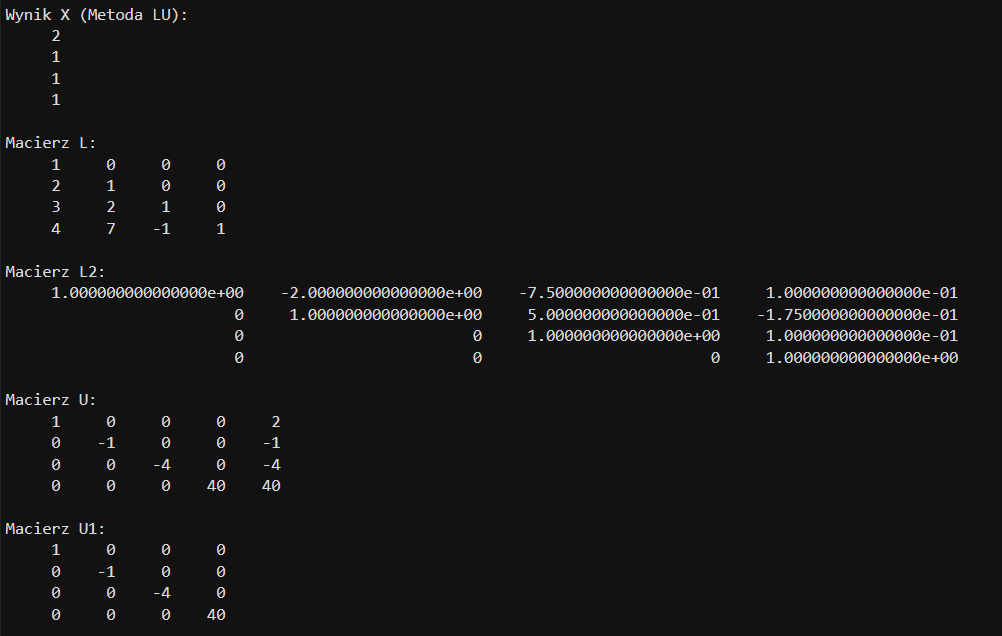 Wynik X (Metoda LU):
2
1
1
1
Macierz L:
1 0 0 0
2 1 0 0
3 2 1 0
4 7 -1 1
Macierz L2:
1.000000000000000e+00 -2.000000000000000e+00 -7.500000000000000e-01 1.000000000000000e-01
0 1.000000000000000e+00 5.000000000000000e-01 -1.750000000000000e-01
0 0 1.000000000000000e+00 1.000000000000000e-01
0 0 0 1.000000000000000e+00
Macierz U:
1 0 0 0 2
0 -1 0 0 -1
0 0 -4 0 -4
0 0 0 40 40
Macierz U1:
1 0 0 0
0 -1 0 0
0 0 -4 0
0 0 0 40